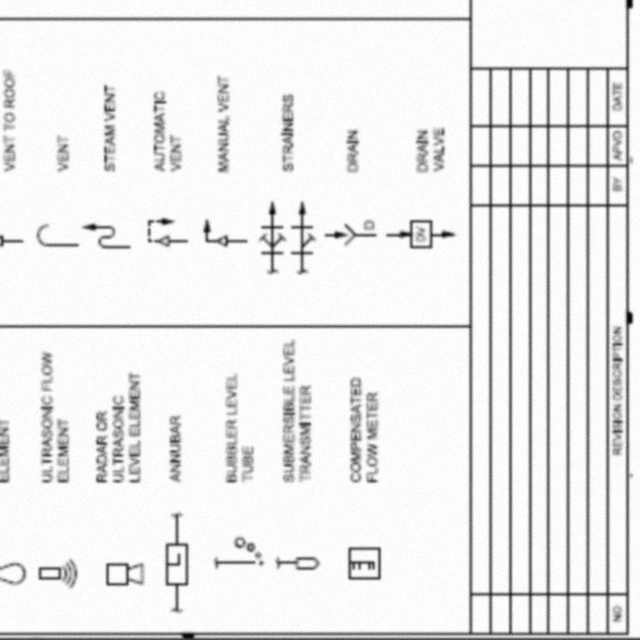 VENT TO ROOF
VENT
STEAM VENT
AUTOMATIC
VENT
MANUAL VENT
STRAINERS
DRAIN
DRAIN
VALVE
D
DV
ELEMENT
ULTRASONIC FLOW
ELEMENT
RADAR OR
ULTRASONIC
LEVEL ELEMENT
ANNUBAR
BUBBLER LEVEL
TUBE
SUBMERSIBLE LEVEL
TRANSMITTER
COMPENSATED
FLOW METER
NO
REVISION DESCRIPTION
BY
APVD
DATE